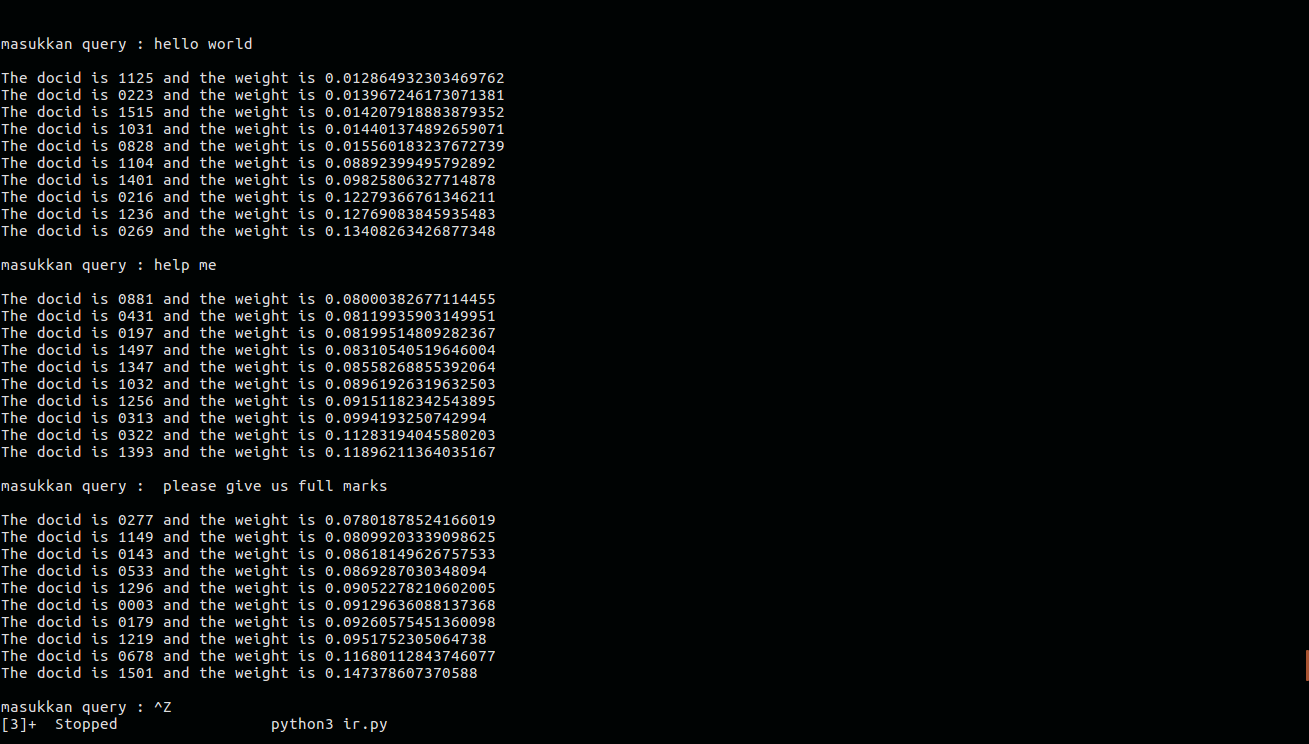 masukkan query : hello world
The docid is 1125 and the weight is 0.012864932303469762
The docid is 0223 and the weight is 0.013967246173071381
The docid is 1515 and the weight is 0.014207918883879352
The docid is 1031 and the weight is 0.014401374892659071
The docid is 0828 and the weight is 0.015560183237672739
The docid is 1104 and the weight is 0.08892399495792892
The docid is 1401 and the weight is 0.09825806327714878
The docid is 0216 and the weight is 0.12279366761346211
The docid is 1236 and the weight is 0.12769083845935483
The docid is 0269 and the weight is 0.13408263426877348
masukkan query : help me
The docid is 0881 and the weight is 0.08000382677114455
The docid is 0431 and the weight is 0.08119935903149951
The docid is 0197 and the weight is 0.08199514809282367
The docid is 1497 and the weight is 0.08310540519646004
The docid is 1347 and the weight is 0.08558268855392064
The docid is 1032 and the weight is 0.08961926319632503
The docid is 1256 and the weight is 0.09151182342543895
The docid is 0313 and the weight is 0.0994193250742994
The docid is 0322 and the weight is 0.11283194045580203
The docid is 1393 and the weight is 0.11896211364035167
masukkan query :  please give us full marks
The docid is 0277 and the weight is 0.07801878524166019
The docid is 1149 and the weight is 0.08099203339098625
The docid is 0143 and the weight is 0.08618149626757533
The docid is 0533 and the weight is 0.0869287030348094
The docid is 1296 and the weight is 0.09052278210602005
The docid is 0003 and the weight is 0.09129636088137368
The docid is 0179 and the weight is 0.09260575451360098
The docid is 1219 and the weight is 0.0951752305064738
The docid is 0678 and the weight is 0.11680112843746077
The docid is 1501 and the weight is 0.147378607370588
masukkan query : ^Z
[3]+  Stopped                 python3 ir.py